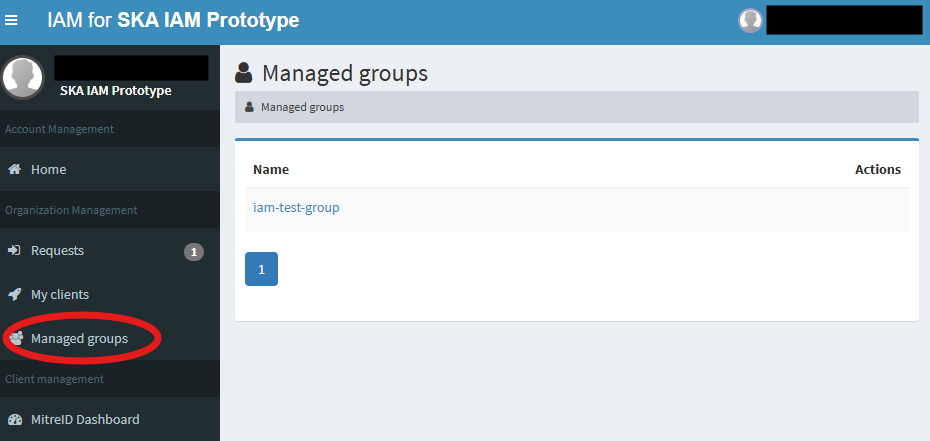 IAM for SKA IAM Prototype
SKA IAM Prototype
Account Management
Home
Organization Management
Requests 1
My clients
Managed groups
Client management
MitreID Dashboard
Managed groups
Managed groups
Name Actions
iam-test-group
1